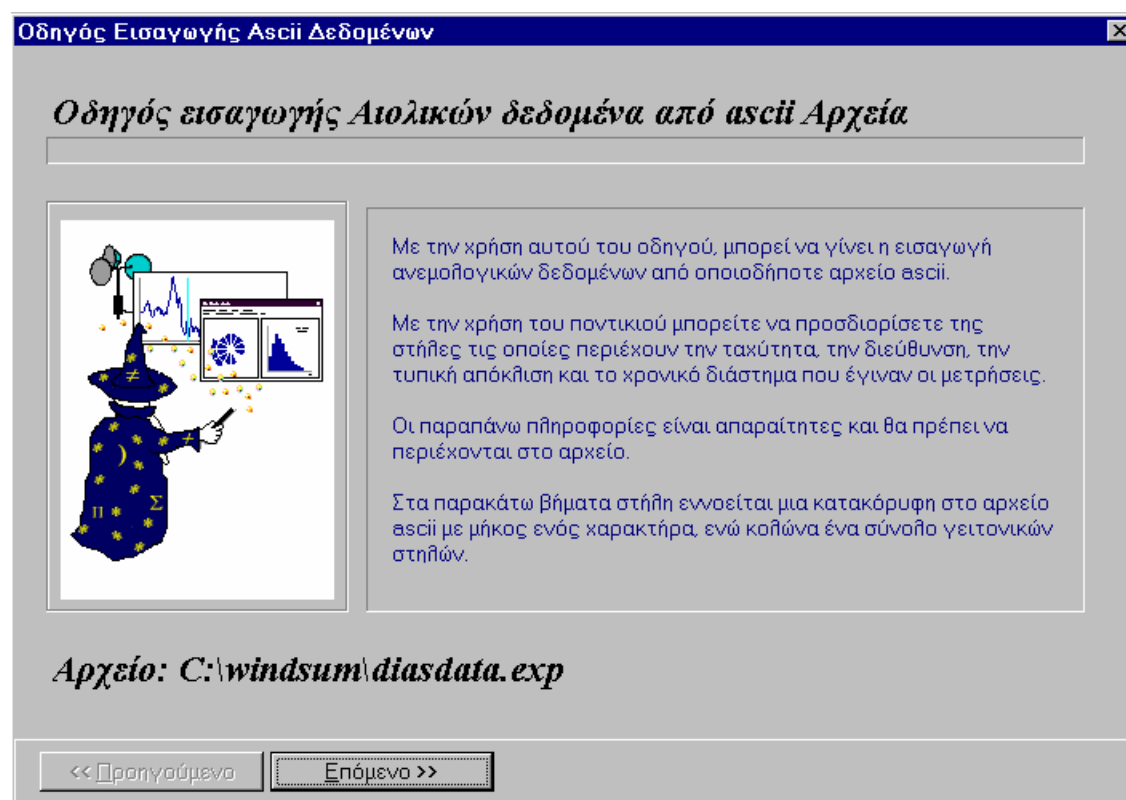 Οδηγός Εισαγωγής Ascii Δεδομένων
Οδηγός εισαγωγής Αιολικών δεδομένα από ascii Αρχεία
Με την χρήση αυτού του οδηγού, μπορεί να γίνει η εισαγωγή
ανεμολογικών δεδομένων από οποιοδήποτε αρχείο ascii.
Με την χρήση του ποντικιού μπορείτε να προσδιορίσετε της
στήλες τις οποίες περιέχουν την ταχύτητα, την διεύθυνση, την
τυπική απόκλιση και το χρονικό διάστημα που έγιναν οι μετρήσεις.
Οι παραπάνω πληροφορίες είναι απαραίτητες και θα πρέπει να
περιέχονται στο αρχείο.
Στα παρακάτω βήματα στήλη εννοείται μια κατακόρυφη στο αρχείο
ascii με μήκος ενός χαρακτήρα, ενώ κολώνα ένα σύνολο γειτονικών
στηλών.
Αρχείο: C:\windsum\diasdata.exp
<< Προηγούμενο
Επόμενο >>